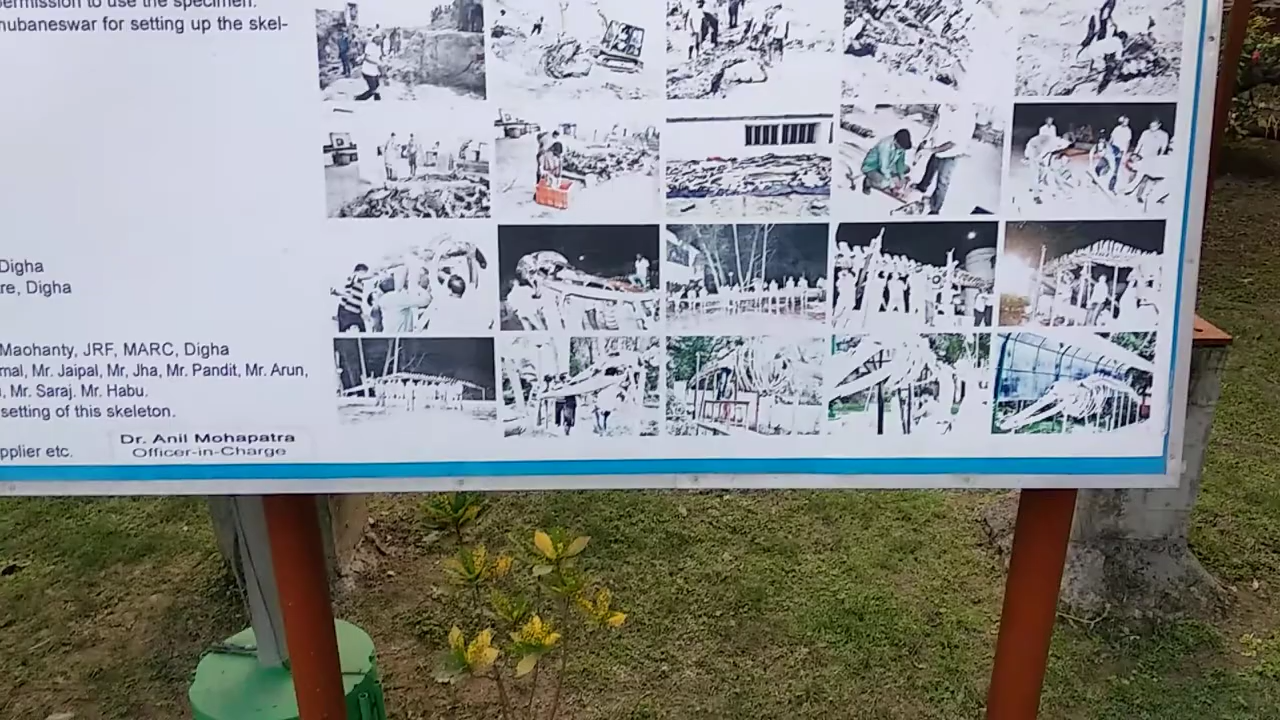 permission to use the specimen.
hubaneswar for setting up the skel-
Digha
re, Digha
Maohanty, JRF, MARC, Digha
mal, Mr. Jaipal, Mr, Jha, Mr. Pandit, Mr. Arun,
, Mr. Saraj. Mr. Habu.
setting of this skeleton.
pplier etc.
Dr. Anil Mohapatra
Officer-in-Charge